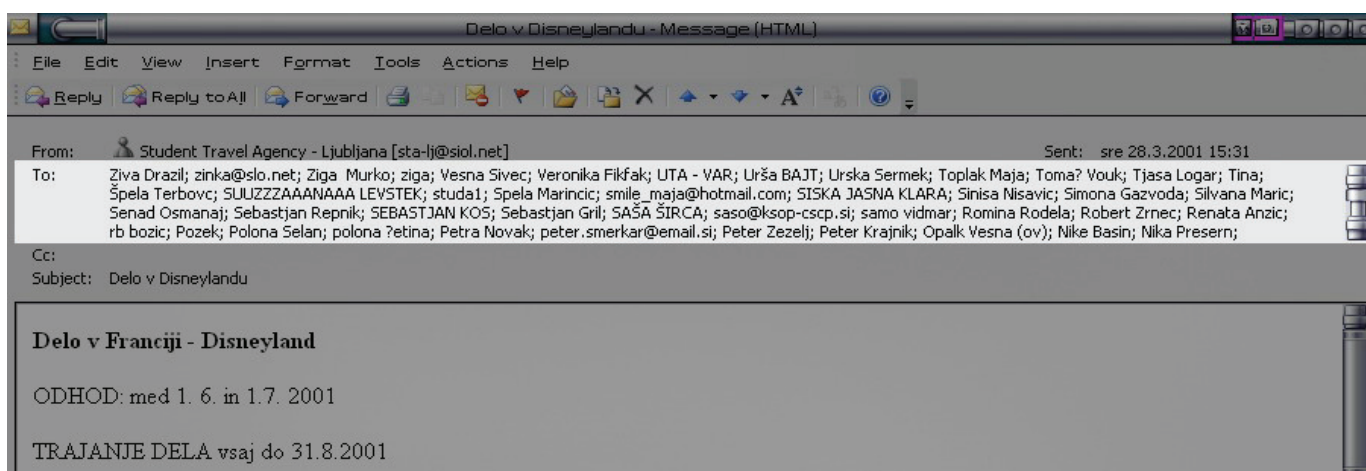 Delo v Disneylandu - Message (HTML)
File Edit View Insert Format Tools Actions Help
Reply Reply to All Forward
From: Student Travel Agency - Ljubljana [sta-lj@siol.net] Sent: sre 28.3.2001 15:31
To: Ziva Drazil; zinka@slo.net; Ziga Murko; ziga; Vesna Sivec; Veronika Fikfak; UTA - VAR; Urša BAJT; Urska Sermek; Toplak Maja; Toma? Vouk; Tjasa Logar; Tina;
Špela Terbovc; SUUZZZAAANAAA LEVSTEK; studa1; Spela Marincic; smile_maja@hotmail.com; SISKA JASNA KLARA; Sinisa Nisavic; Simona Gazvoda; Silvana Maric;
Senad Osmanaj; Sebastjan Repnik; SEBASTJAN KOS; Sebastjan Gril; SAŠA ŠIRCA; saso@ksop-cscp.si; samo vidmar; Romina Rodela; Robert Zrnec; Renata Anzic;
rb bozic; Pozek; Polona Selan; polona ?etina; Petra Novak; peter.smerkar@email.si; Peter Zezelj; Peter Krajnik; Opalk Vesna (ov); Nike Basin; Nika Presern;
Cc:
Subject: Delo v Disneylandu
Delo v Franciji - Disneyland
ODHOD: med 1. 6. in 1.7. 2001
TRAJANJE DELA vsaj do 31.8.2001